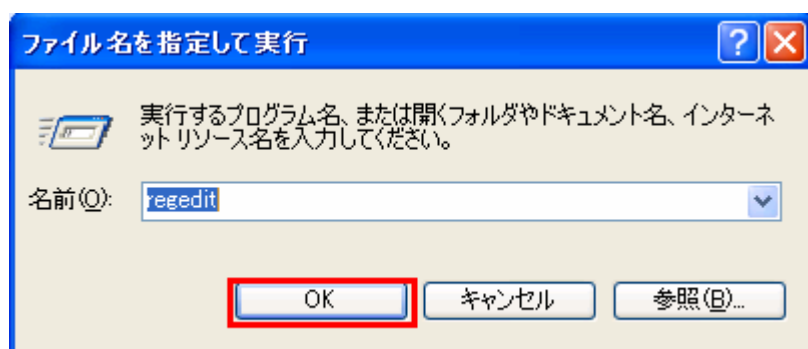 ファイル名を指定して実行
実行するプログラム名、または開くフォルダやドキュメント名、インターネ
ット リソース名を入力してください。
名前(O): regedit
OK キャンセル 参照(B)...